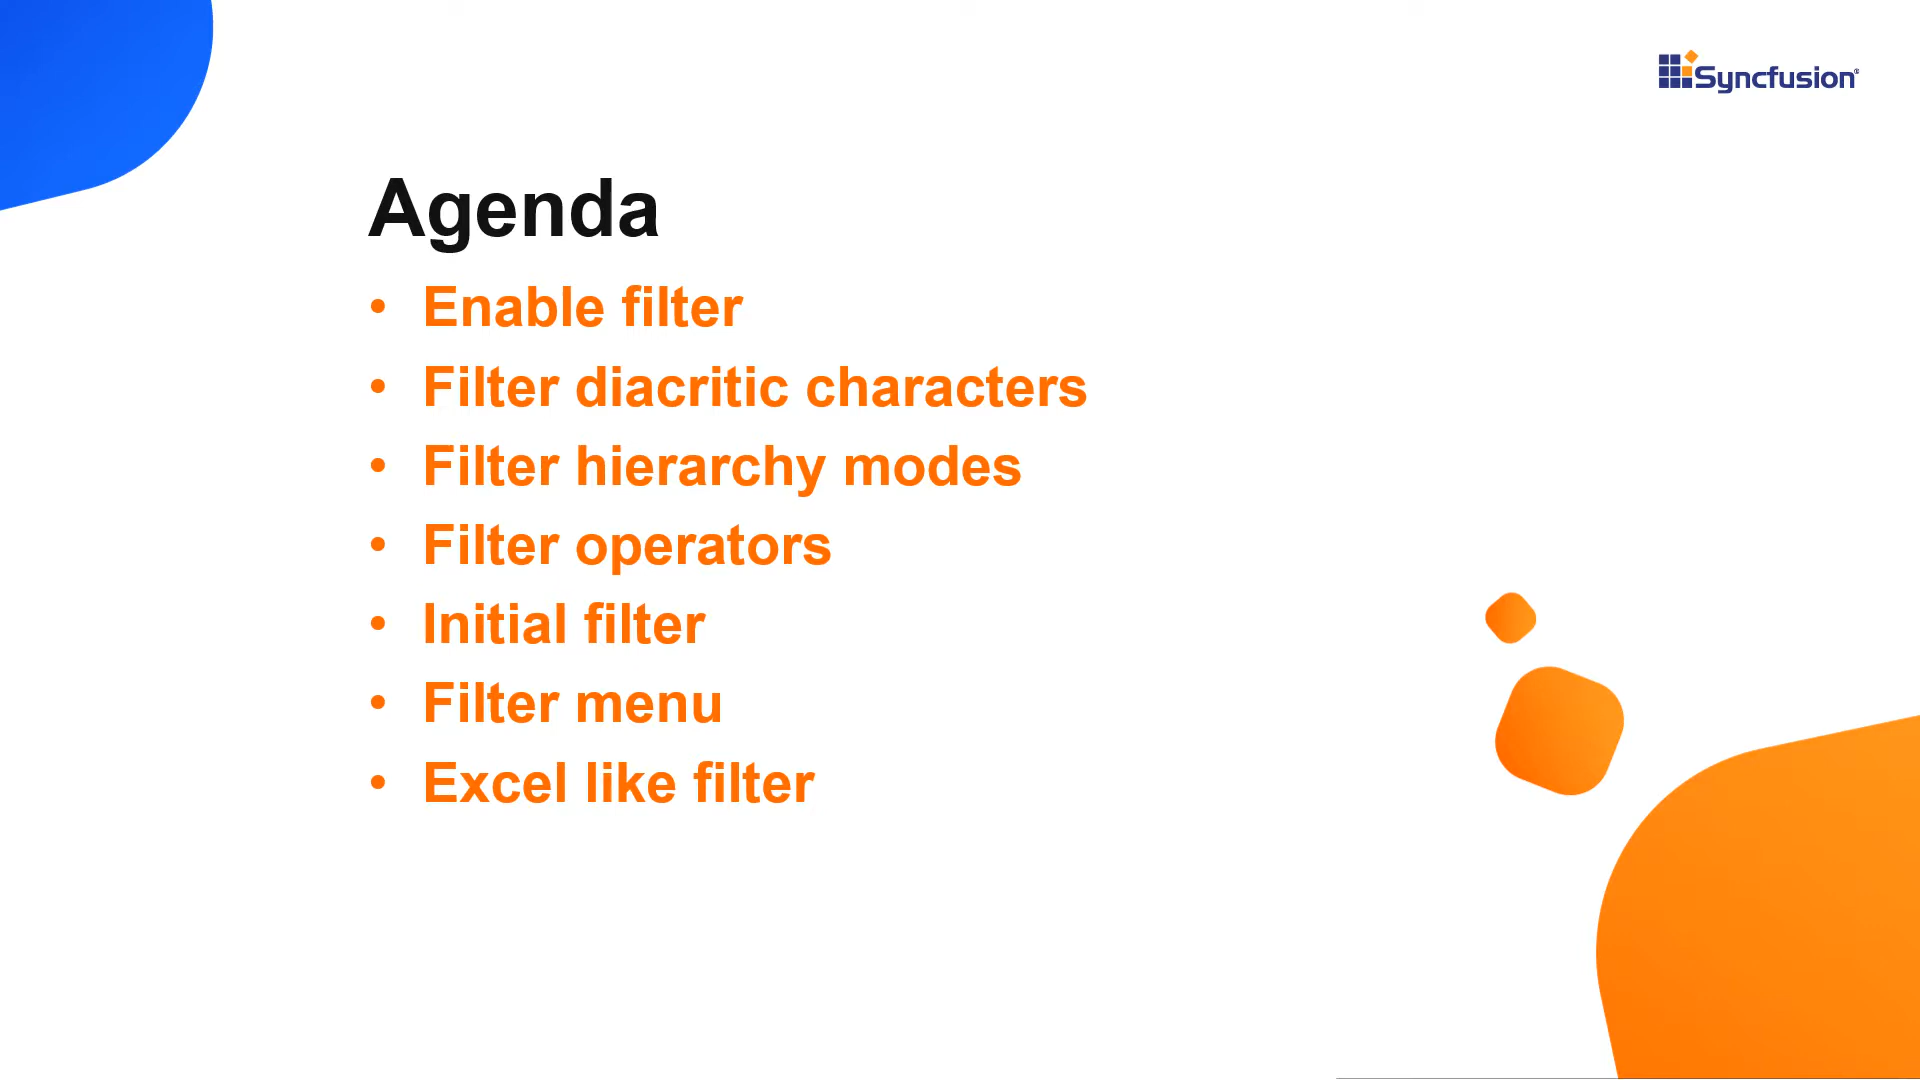 Syncfusion®
Agenda
• Enable filter
• Filter diacritic characters
• Filter hierarchy modes
• Filter operators
• Initial filter
• Filter menu
• Excel like filter